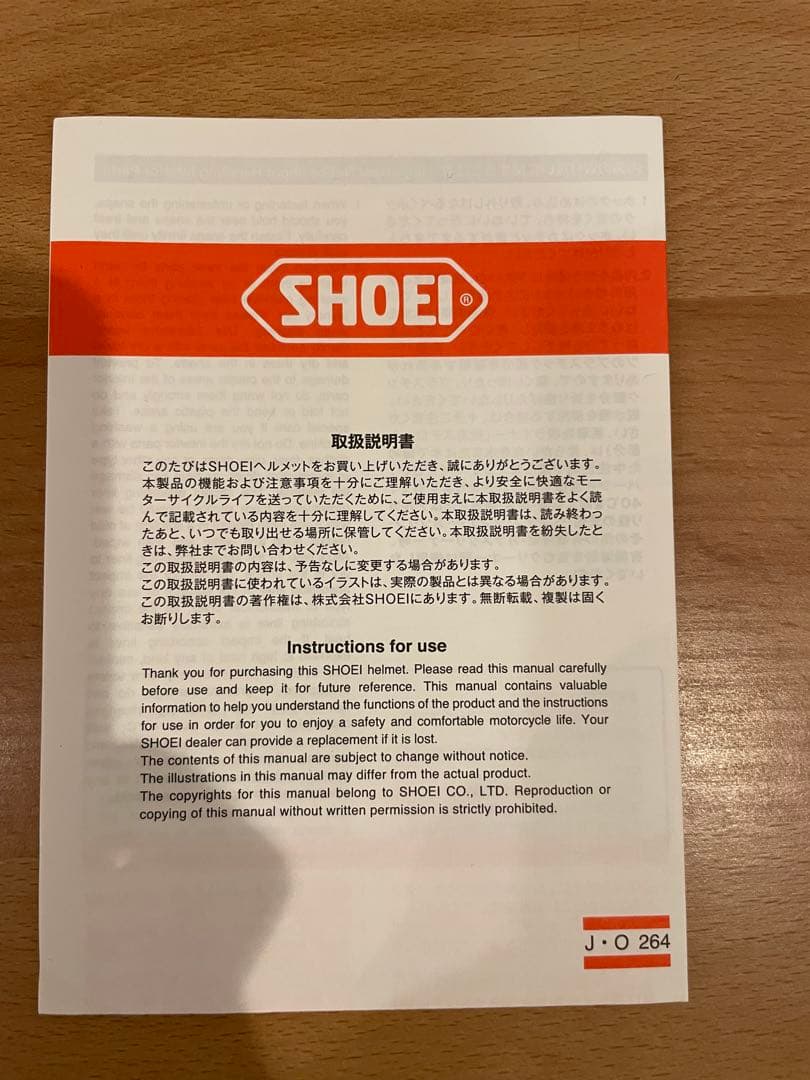 SHOEI®
取扱説明書
このたびはSHOEIヘルメットをお買い上げいただき、誠にありがとうございます。
本製品の機能および注意事項を十分にご理解いただき、より安全に快適なモー
ターサイクルライフを送っていただくために、ご使用まえに本取扱説明書をよく読
んで記載されている内容を十分に理解してください。本取扱説明書は、読み終わっ
たあと、いつでも取り出せる場所に保管してください。本取扱説明書を紛失したと
きは、弊社までお問い合わせください。
この取扱説明書の内容は、予告なしに変更する場合があります。
この取扱説明書に使われているイラストは、実際の製品とは異なる場合があります。
この取扱説明書の著作権は、株式会社SHOEIにあります。無断転載、複製は固く
お断りします。
Instructions for use
Thank you for purchasing this SHOEI helmet. Please read this manual carefully
before use and keep it for future reference. This manual contains valuable
information to help you understand the functions of the product and the instructions
for use in order for you to enjoy a safety and comfortable motorcycle life. Your
SHOEI dealer can provide a replacement if it is lost.
The contents of this manual are subject to change without notice.
The illustrations in this manual may differ from the actual product.
The copyrights for this manual belong to SHOEI CO., LTD. Reproduction or
copying of this manual without written permission is strictly prohibited.
J・O 264